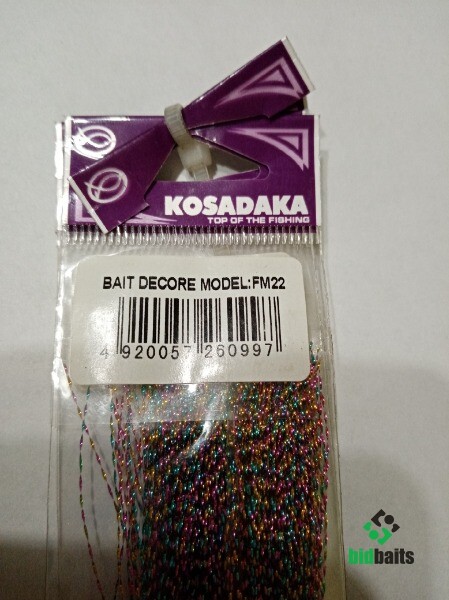 KOSADAKA
TOP OF THE FISHING
BAIT DECORE MODEL:FM22
4 920057 260997
bidbaits